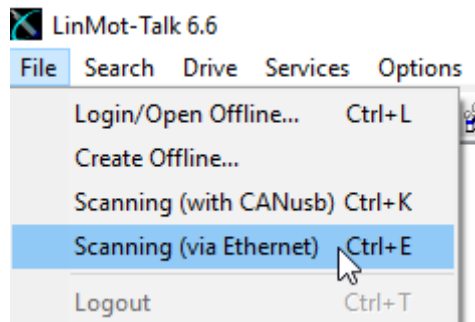 LinMot-Talk 6.6
File Search Drive Services Options
Login/Open Offline... Ctrl+L
Create Offline...
Scanning (with CANusb) Ctrl+K
Scanning (via Ethernet) Ctrl+E
Logout Ctrl+T